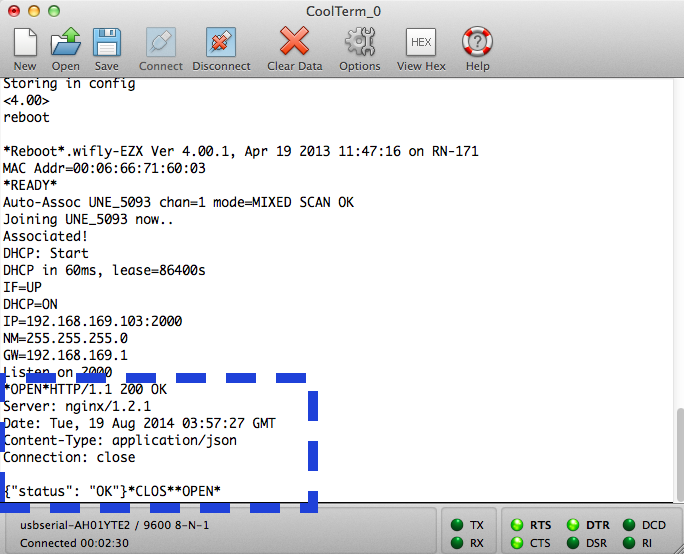 CoolTerm_0
New Open Save Connect Disconnect Clear Data Options HEX View Hex Help
Storing in config
<4.00>
reboot
*Reboot*.wifly-EZX Ver 4.00.1, Apr 19 2013 11:47:16 on RN-171
MAC Addr=00:06:66:71:60:03
*READY*
Auto-Assoc UNE_5093 chan=1 mode=MIXED SCAN OK
Joining UNE_5093 now..
Associated!
DHCP: Start
DHCP in 60ms, lease=86400s
IF=UP
DHCP=ON
IP=192.168.169.103:2000
NM=255.255.255.0
GW=192.168.169.1
Listen on 2000
*OPEN*HTTP/1.1 200 OK
Server: nginx/1.2.1
Date: Tue, 19 Aug 2014 03:57:27 GMT
Content-Type: application/json
Connection: close
{"status": "OK"}*CLOS**OPEN*
usbserial-AH01YTE2 / 9600 8-N-1 TX RTS DTR DCD
Connected 00:02:30 RX CTS DSR RI